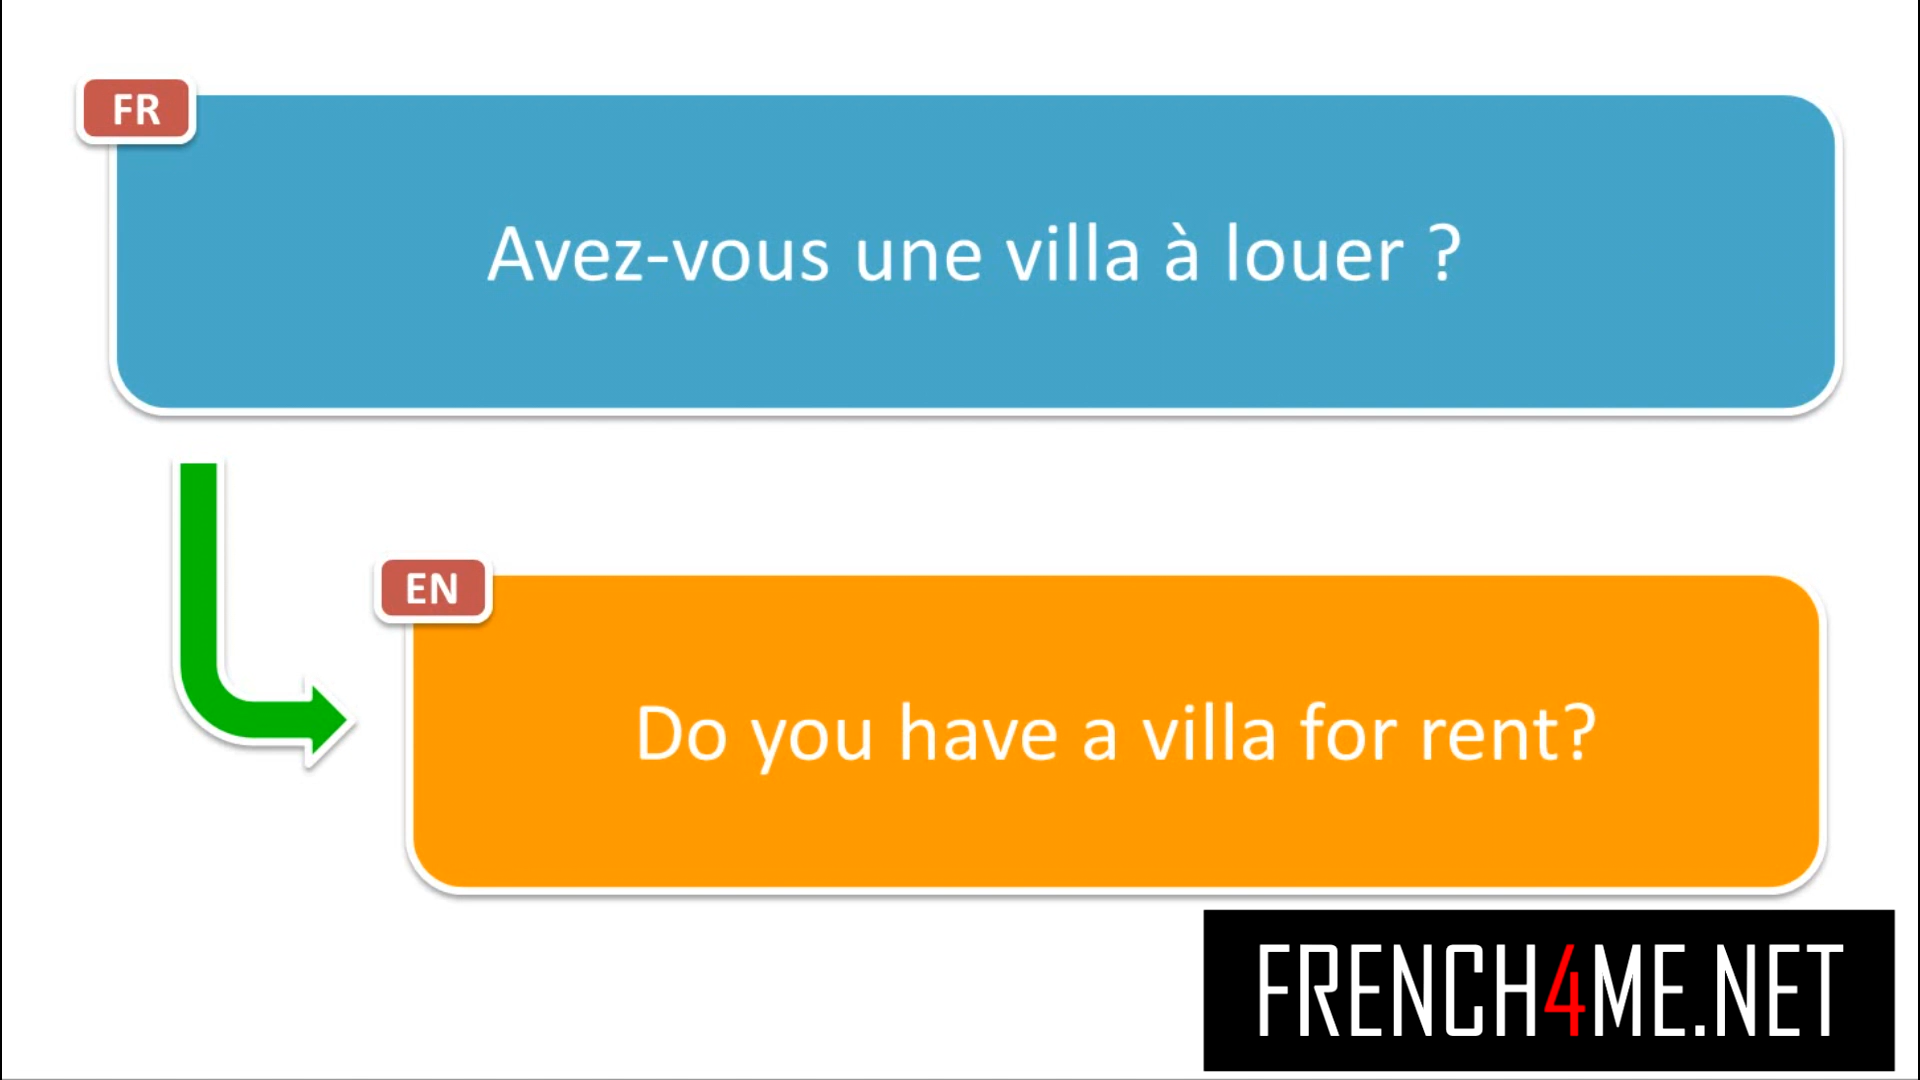 FR
Avez-vous une villa à louer ?
EN
Do you have a villa for rent?
FRENCH4ME.NET